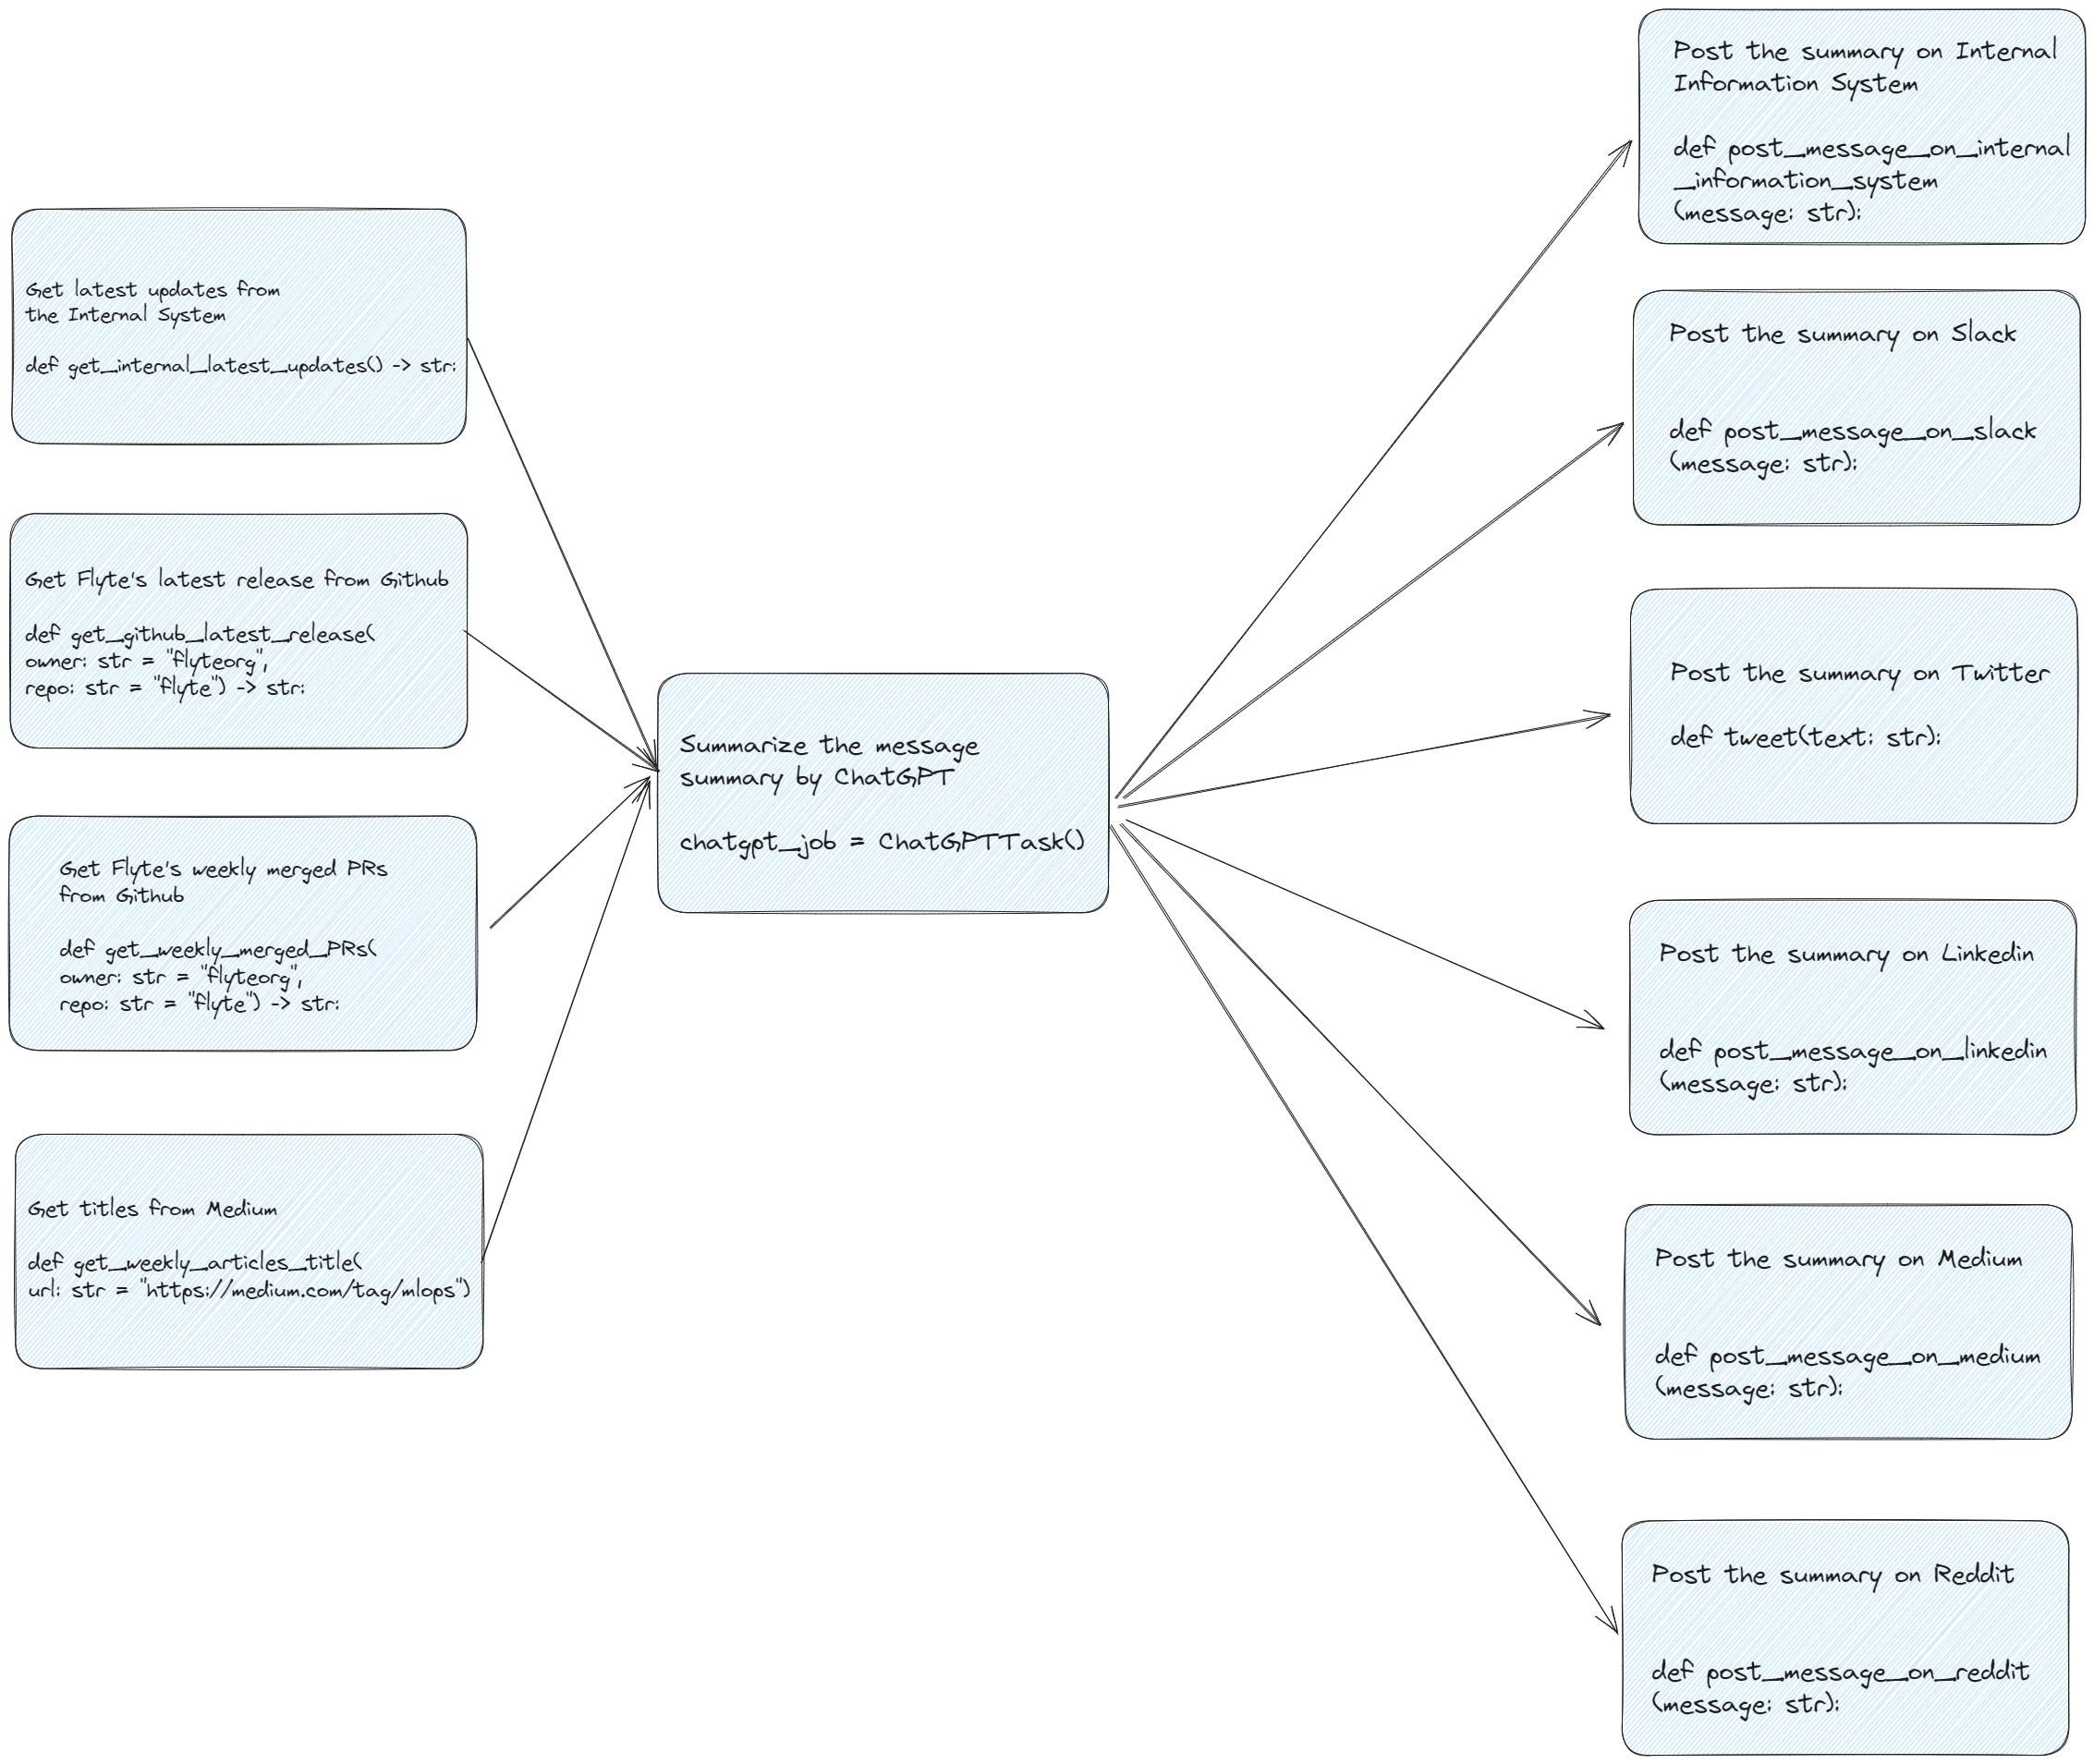 Get latest updates from
the Internal System
def get_internal_latest_updates() -> str:
Get Flyte's latest release from Github
def get_github_latest_release(
owner: str = "flyteorg",
repo: str = "flyte") -> str:
Get Flyte's weekly merged PRs
from Github
def get_weekly_merged_PRs(
owner: str = "flyteorg",
repo: str = "flyte") -> str:
Get titles from Medium
def get_weekly_articles_title(
url: str = "https://medium.com/tag/mlops")
Summarize the message
summary by ChatGPT
chatgpt_job = ChatGPTTask()
Post the summary on Internal
Information System
def post_message_on_internal
_information_system
(message: str):
Post the summary on Slack
def post_message_on_slack
(message: str):
Post the summary on Twitter
def tweet(text: str):
Post the summary on Linkedin
def post_message_on_linkedin
(message: str):
Post the summary on Medium
def post_message_on_medium
(message: str):
Post the summary on Reddit
def post_message_on_reddit
(message: str):